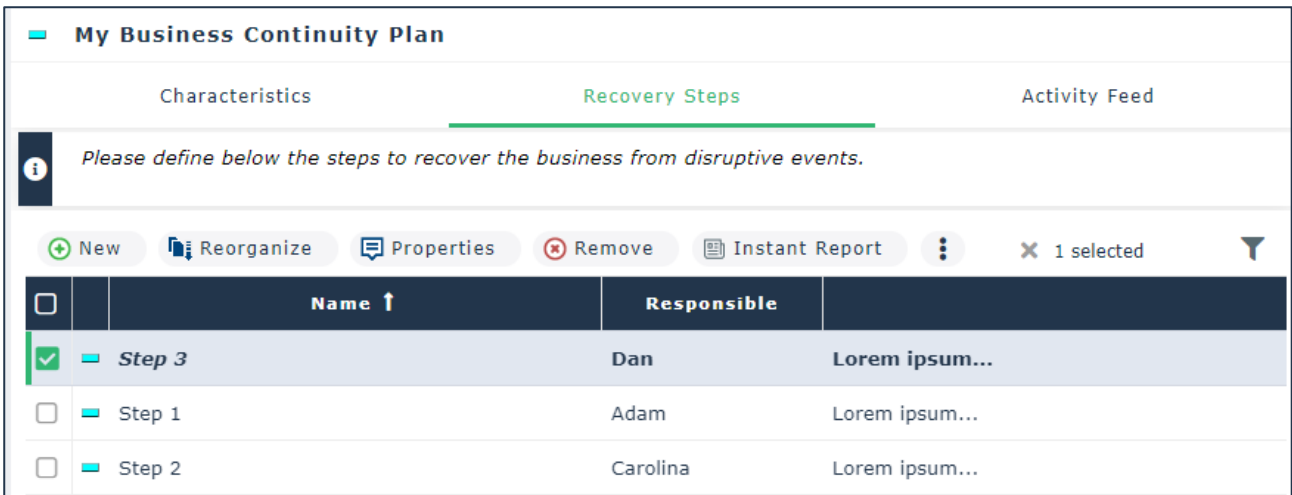 My Business Continuity Plan
Characteristics Recovery Steps Activity Feed
Please define below the steps to recover the business from disruptive events.
New Reorganize Properties Remove Instant Report 1 selected
Name Responsible
Step 3 Dan Lorem ipsum...
Step 1 Adam Lorem ipsum...
Step 2 Carolina Lorem ipsum...